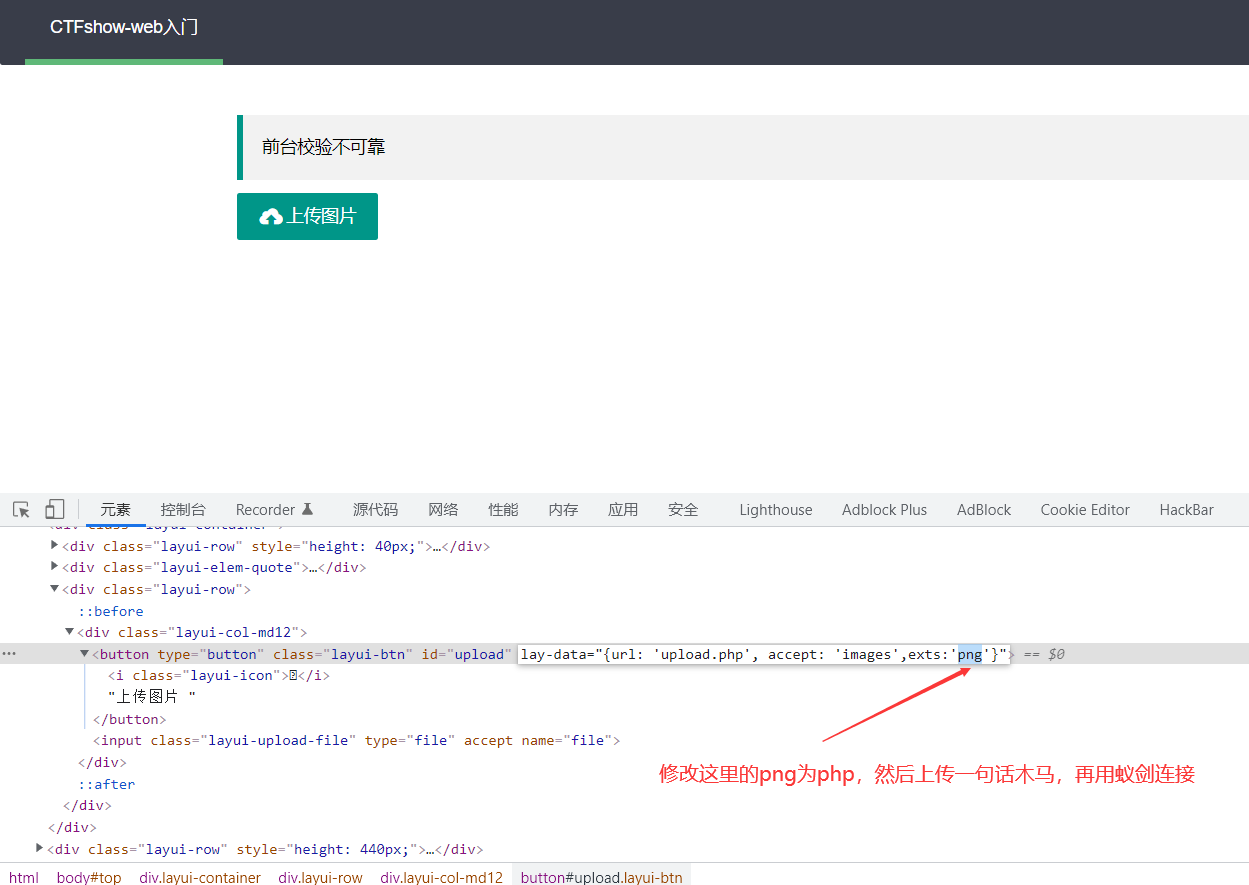 CTFshow-web入门
前台校验不可靠
上传图片
元素 控制台 Recorder 源代码 网络 性能 内存 应用 安全 Lighthouse Adblock Plus AdBlock Cookie Editor HackBar
<div class="layui-container">
<div class="layui-row" style="height: 40px;">…</div>
<div class="layui-elem-quote">…</div>
<div class="layui-row">
::before
<div class="layui-col-md12">
<button type="button" class="layui-btn" id="upload" lay-data="{url: 'upload.php', accept: 'images',exts:'png'}"> == $0
<i class="layui-icon"></i>
"上传图片 "
</button>
<input class="layui-upload-file" type="file" accept name="file">
</div>
修改这里的png为php，然后上传一句话木马，再用蚁剑连接
::after
</div>
</div>
<div class="layui-row" style="height: 440px;">…</div>
html body#top div.layui-container div.layui-row div.layui-col-md12 button#upload.layui-btn